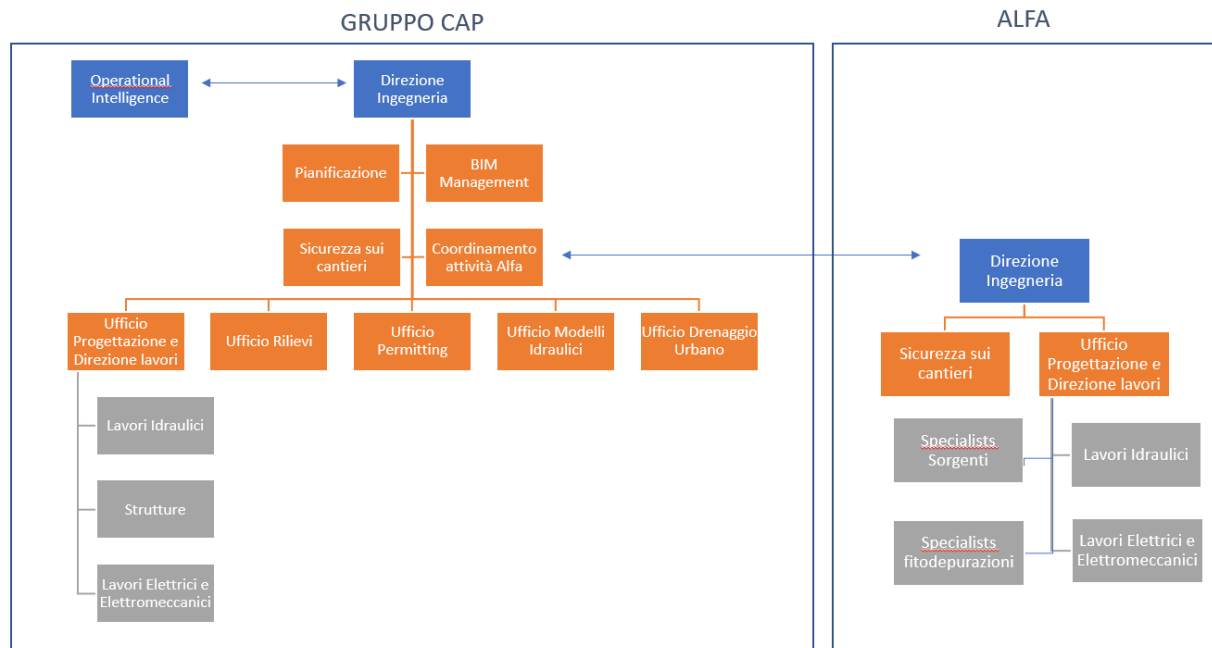 GRUPPO CAP
ALFA
Operational
Intelligence
Direzione
Ingegneria
Pianificazione
BIM
Management
Sicurezza sui
cantieri
Coordinamento
attività Alfa
Direzione
Ingegneria
Ufficio
Progettazione e
Direzione lavori
Ufficio Rilievi
Ufficio
Permitting
Ufficio Modelli
Idraulici
Ufficio Drenaggio
Urbano
Sicurezza sui
cantieri
Ufficio
Progettazione e
Direzione lavori
Lavori Idraulici
Strutture
Lavori Elettrici e
Elettromeccanici
Specialists
Sorgenti
Lavori Idraulici
Specialists
fitodepurazioni
Lavori Elettrici e
Elettromeccanici